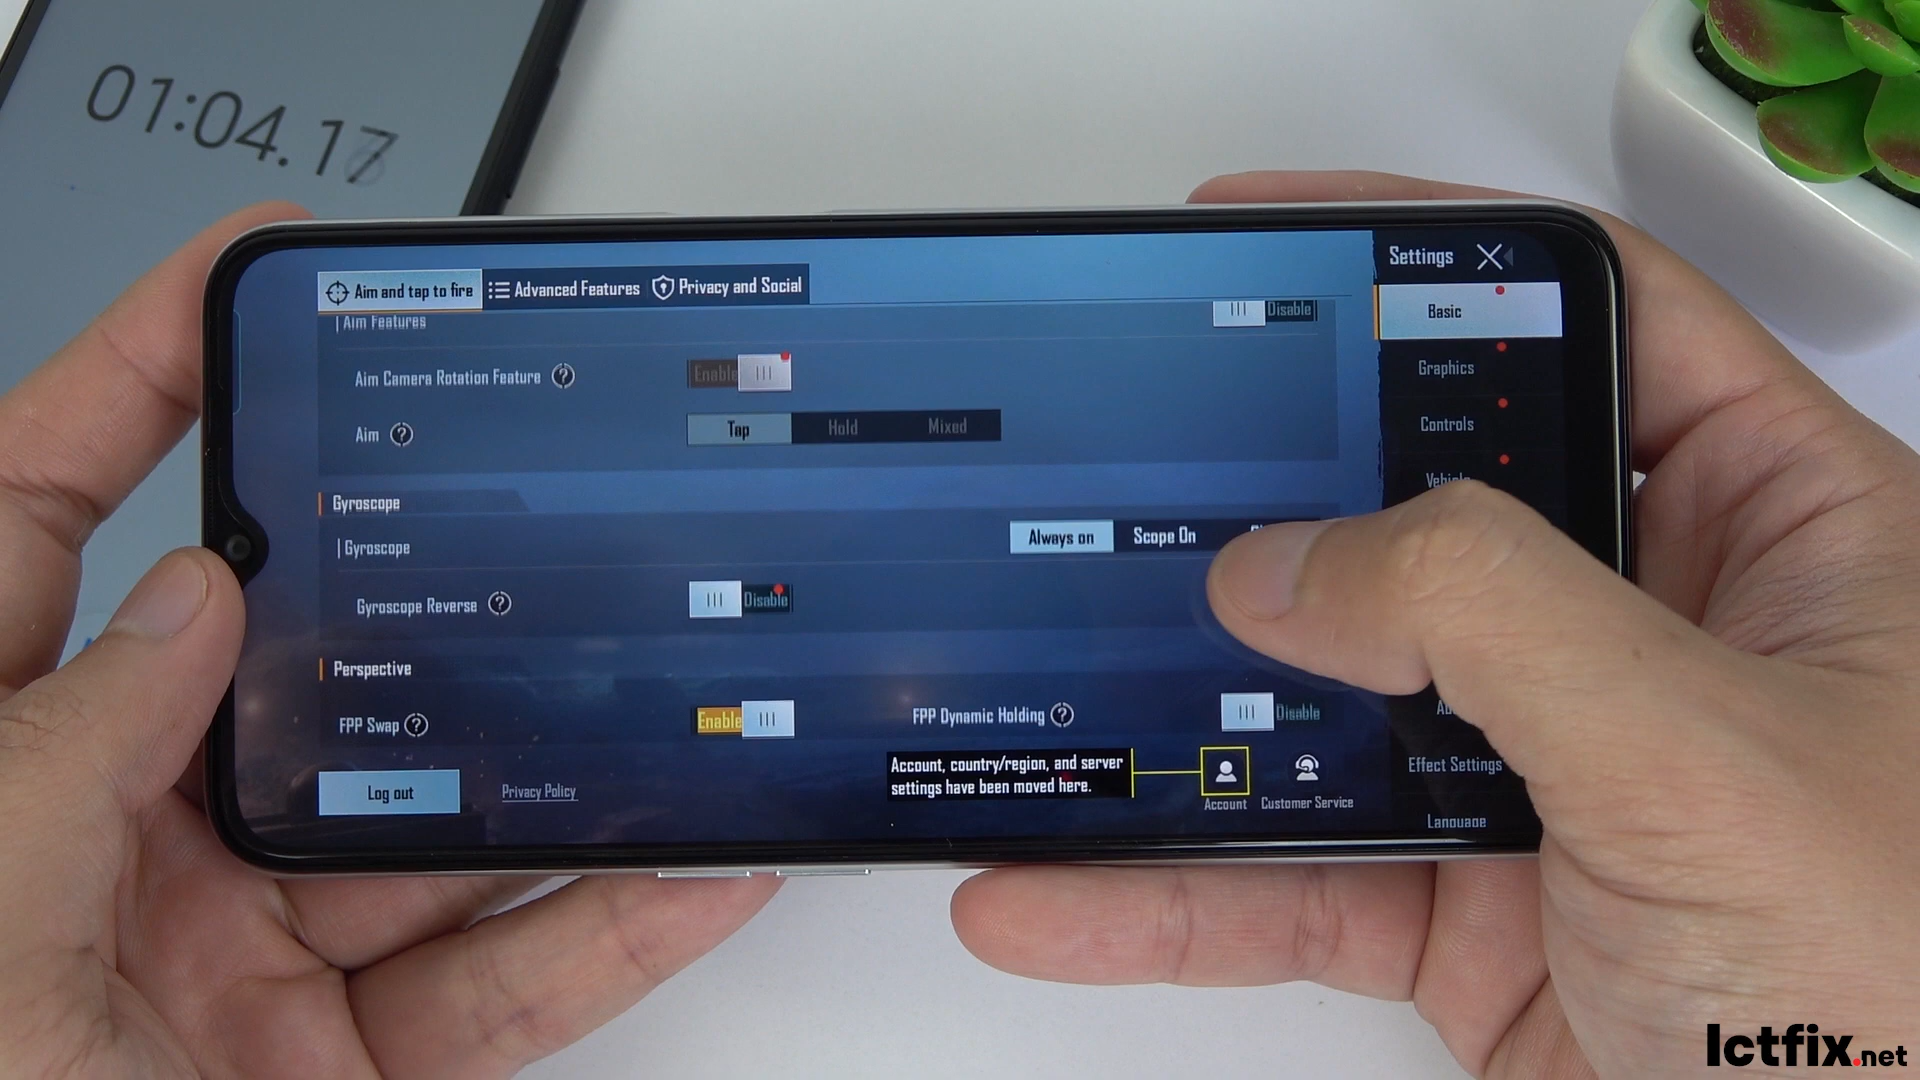 01:04.17
Settings
Aim and tap to fire
Advanced Features
Privacy and Social
Basic
Aim Features
Disable
Graphics
Aim Camera Rotation Feature ?
Enable
Controls
Aim ?
Tap
Hold
Mixed
Gyroscope
Gyroscope
Always on
Scope On
Gyroscope Reverse ?
Disable
Perspective
FPP Swap ?
Enable
FPP Dynamic Holding ?
Disable
Account, country/region, and server
settings have been moved here.
Effect Settings
Log out
Privacy Policy
Account
Customer Service
Language
Ictfix.net